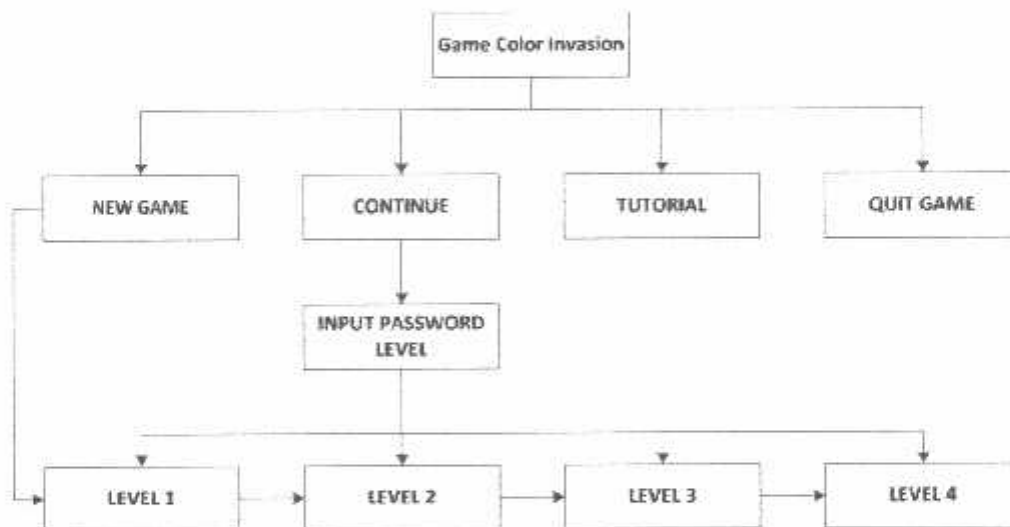 Game Color Invasion
NEW GAME
CONTINUE
TUTORIAL
QUIT GAME
INPUT PASSWORD
LEVEL
LEVEL 1
LEVEL 2
LEVEL 3
LEVEL 4